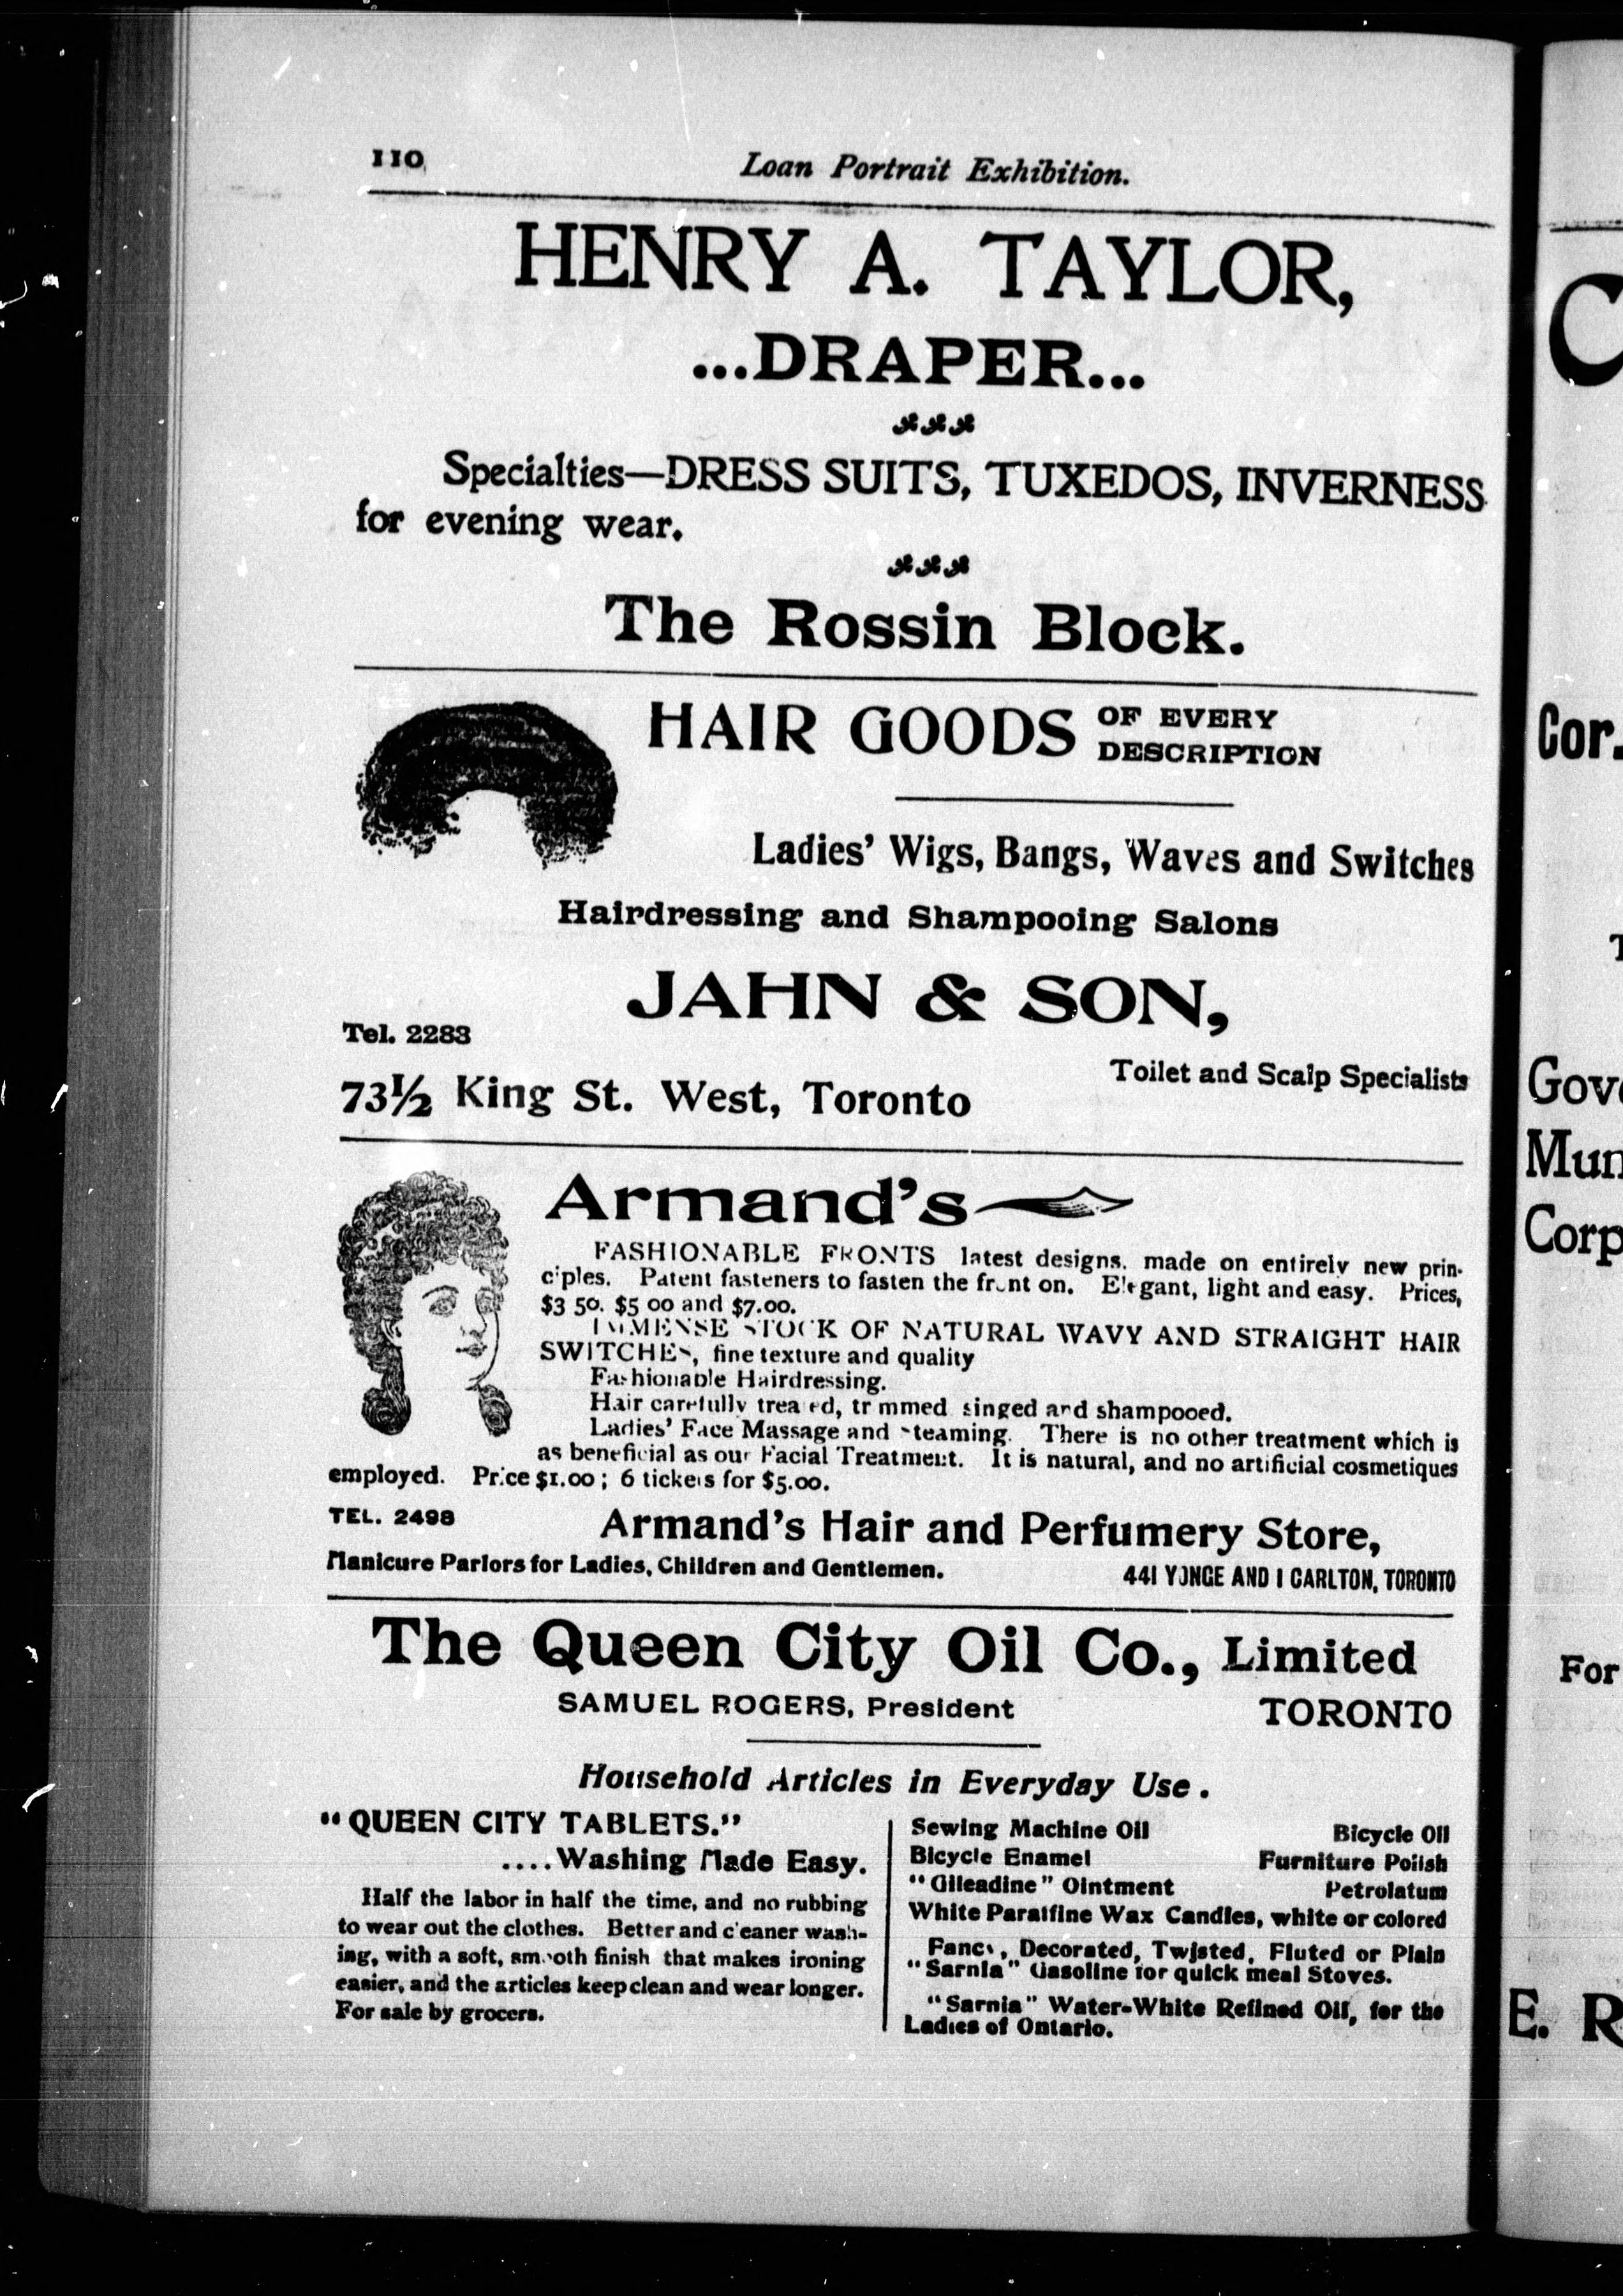 110
Loan Portrait Exhibition.
HENRY A. TAYLOR,
...DRAPER...
Specialties—DRESS SUITS, TUXEDOS, INVERNESS
for evening wear.
The Rossin Block.
HAIR GOODS OF EVERY
DESCRIPTION
Ladies' Wigs, Bangs, Waves and Switches
Hairdressing and Shampooing Salons
JAHN & SON,
Tel. 2283
Toilet and Scalp Specialists
73½ King St. West, Toronto
Armand's
FASHIONABLE FRONTS latest designs, made on entirely new prin-
ciples. Patent fasteners to fasten the front on. Elegant, light and easy. Prices,
$3 50, $5 00 and $7.00.
IMMENSE STOCK OF NATURAL WAVY AND STRAIGHT HAIR
SWITCHES, fine texture and quality
Fashionable Hairdressing.
Hair carefully treated, trimmed singed and shampooed.
Ladies' Face Massage and Steaming. There is no other treatment which is
as beneficial as our Facial Treatment. It is natural, and no artificial cosmetiques
employed. Price $1.00; 6 tickets for $5.00.
TEL. 2498
Armand's Hair and Perfumery Store,
Manicure Parlors for Ladies, Children and Gentlemen.
441 YONGE AND 1 CARLTON, TORONTO
The Queen City Oil Co., Limited
SAMUEL ROGERS, President
TORONTO
Household Articles in Everyday Use.
"QUEEN CITY TABLETS."
....Washing Made Easy.
Half the labor in half the time, and no rubbing
to wear out the clothes. Better and cleaner wash-
ing, with a soft, smooth finish that makes ironing
easier, and the articles keep clean and wear longer.
For sale by grocers.
Sewing Machine Oil Bicycle Oil
Bicycle Enamel Furniture Polish
"Gileadine" Ointment Petrolatum
White Paraffine Wax Candles, white or colored
Fancy, Decorated, Twisted, Fluted or Plain
"Sarnia" Gasoline for quick meal Stoves.
"Sarnia" Water-White Refined Oil, for the
Ladies of Ontario.
C
Cor.
Gove
Mun
Corp
For
E. R